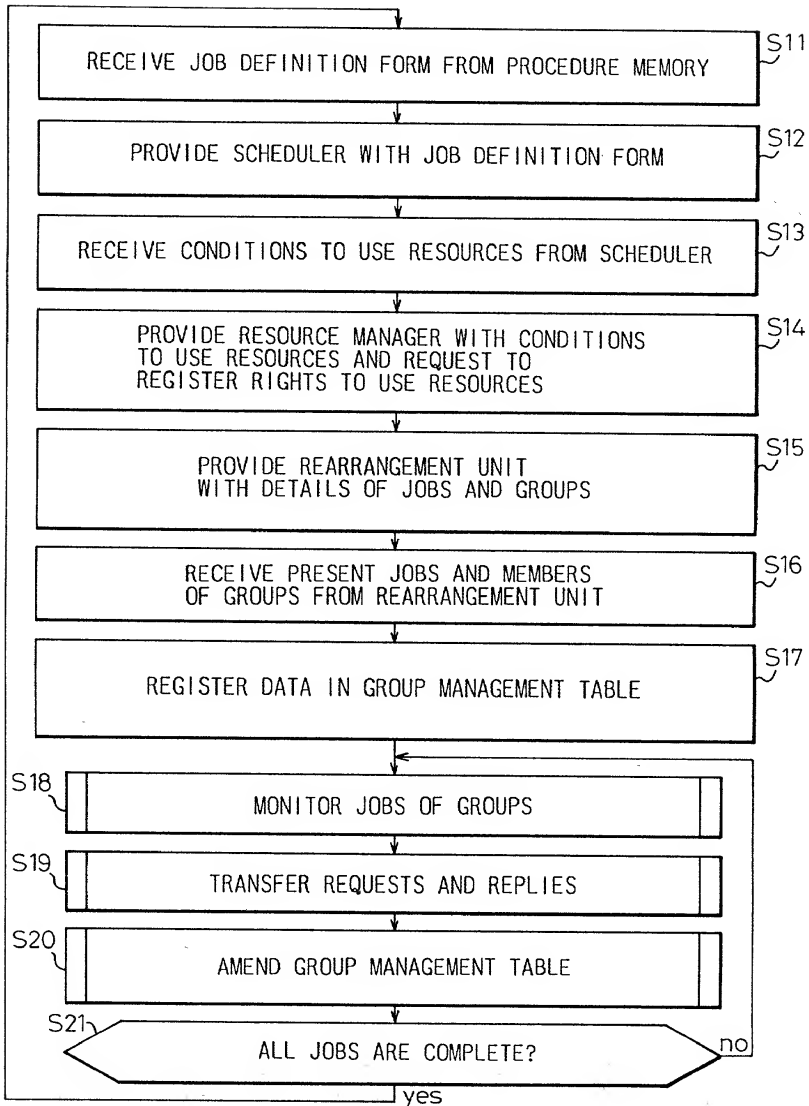 S11
RECEIVE JOB DEFINITION FORM FROM PROCEDURE MEMORY
S12
PROVIDE SCHEDULER WITH JOB DEFINITION FORM
S13
RECEIVE CONDITIONS TO USE RESOURCES FROM SCHEDULER
S14
PROVIDE RESOURCE MANAGER WITH CONDITIONS
TO USE RESOURCES AND REQUEST TO
REGISTER RIGHTS TO USE RESOURCES
S15
PROVIDE REARRANGEMENT UNIT
WITH DETAILS OF JOBS AND GROUPS
S16
RECEIVE PRESENT JOBS AND MEMBERS
OF GROUPS FROM REARRANGEMENT UNIT
S17
REGISTER DATA IN GROUP MANAGEMENT TABLE
S18
MONITOR JOBS OF GROUPS
S19
TRANSFER REQUESTS AND REPLIES
S20
AMEND GROUP MANAGEMENT TABLE
S21
ALL JOBS ARE COMPLETE?
no
yes